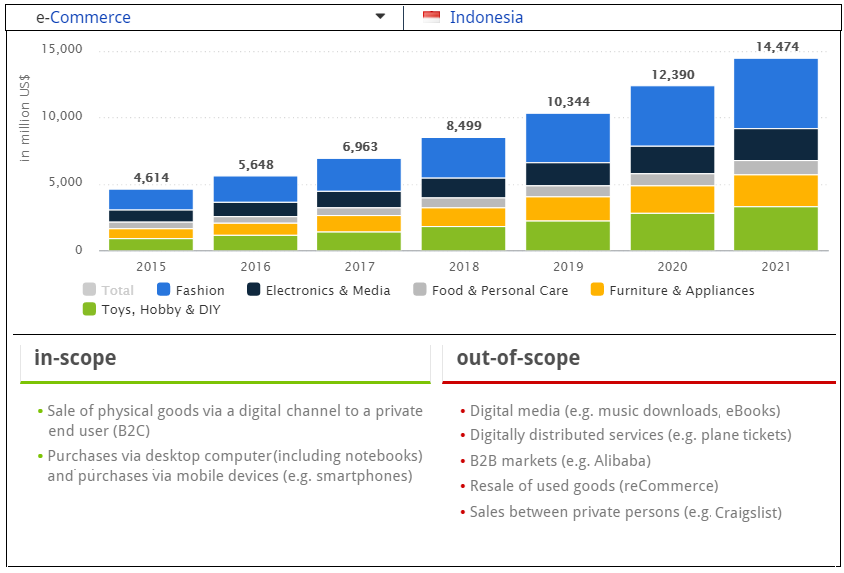 e-Commerce
Indonesia
15,000
10,000
5,000
0
in million US$
4,614
5,648
6,963
8,499
10,344
12,390
14,474
2015 2016 2017 2018 2019 2020 2021
Total Fashion Electronics & Media Food & Personal Care Furniture & Appliances
Toys, Hobby & DIY
in-scope
• Sale of physical goods via a digital channel to a private
end user (B2C)
• Purchases via desktop computer (including notebooks)
and purchases via mobile devices (e.g. smartphones)
out-of-scope
• Digital media (e.g. music downloads, eBooks)
• Digitally distributed services (e.g. plane tickets)
• B2B markets (e.g. Alibaba)
• Resale of used goods (reCommerce)
• Sales between private persons (e.g. Craigslist)